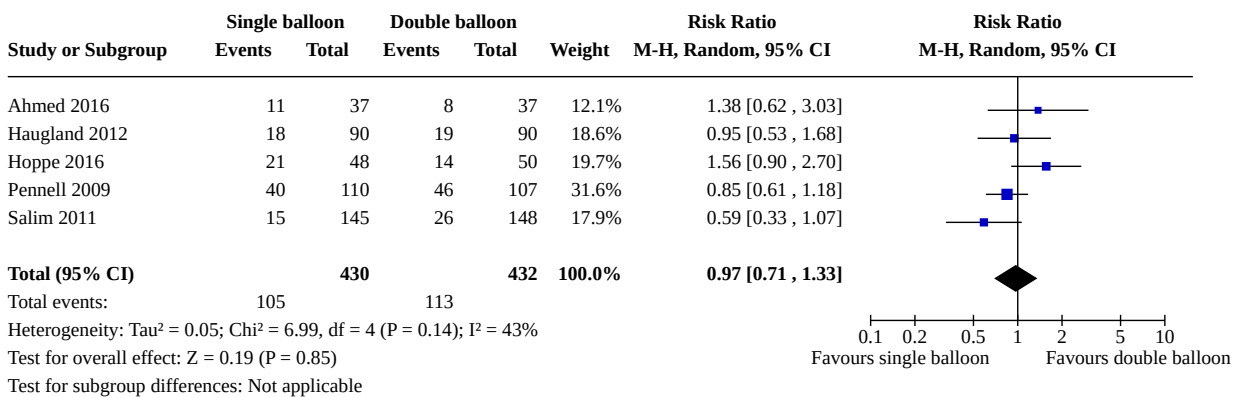 Single balloon Double balloon Risk Ratio Risk Ratio
Study or Subgroup Events Total Events Total Weight M-H, Random, 95% CI M-H, Random, 95% CI
Ahmed 2016 11 37 8 37 12.1% 1.38 [0.62 , 3.03]
Haugland 2012 18 90 19 90 18.6% 0.95 [0.53 , 1.68]
Hoppe 2016 21 48 14 50 19.7% 1.56 [0.90 , 2.70]
Pennell 2009 40 110 46 107 31.6% 0.85 [0.61 , 1.18]
Salim 2011 15 145 26 148 17.9% 0.59 [0.33 , 1.07]
Total (95% CI) 430 432 100.0% 0.97 [0.71 , 1.33]
Total events: 105 113
Heterogeneity: Tau² = 0.05; Chi² = 6.99, df = 4 (P = 0.14); I² = 43%
Test for overall effect: Z = 0.19 (P = 0.85)
Test for subgroup differences: Not applicable
0.1 0.2 0.5 1 2 5 10
Favours single balloon Favours double balloon